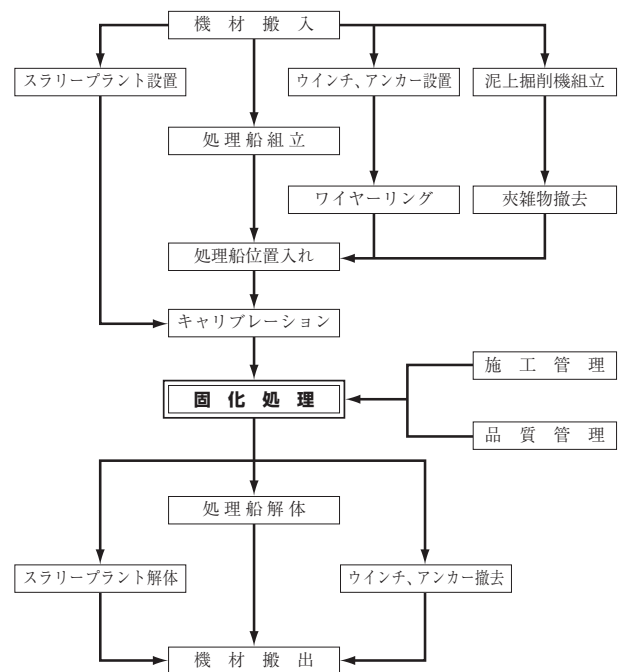 機材搬入
スラリープラント設置
ウインチ、アンカー設置
泥上掘削機組立
処理船組立
ワイヤーリング
夾雑物撤去
処理船位置入れ
キャリブレーション
施工管理
固化処理
品質管理
処理船解体
スラリープラント解体
ウインチ、アンカー撤去
機材搬出